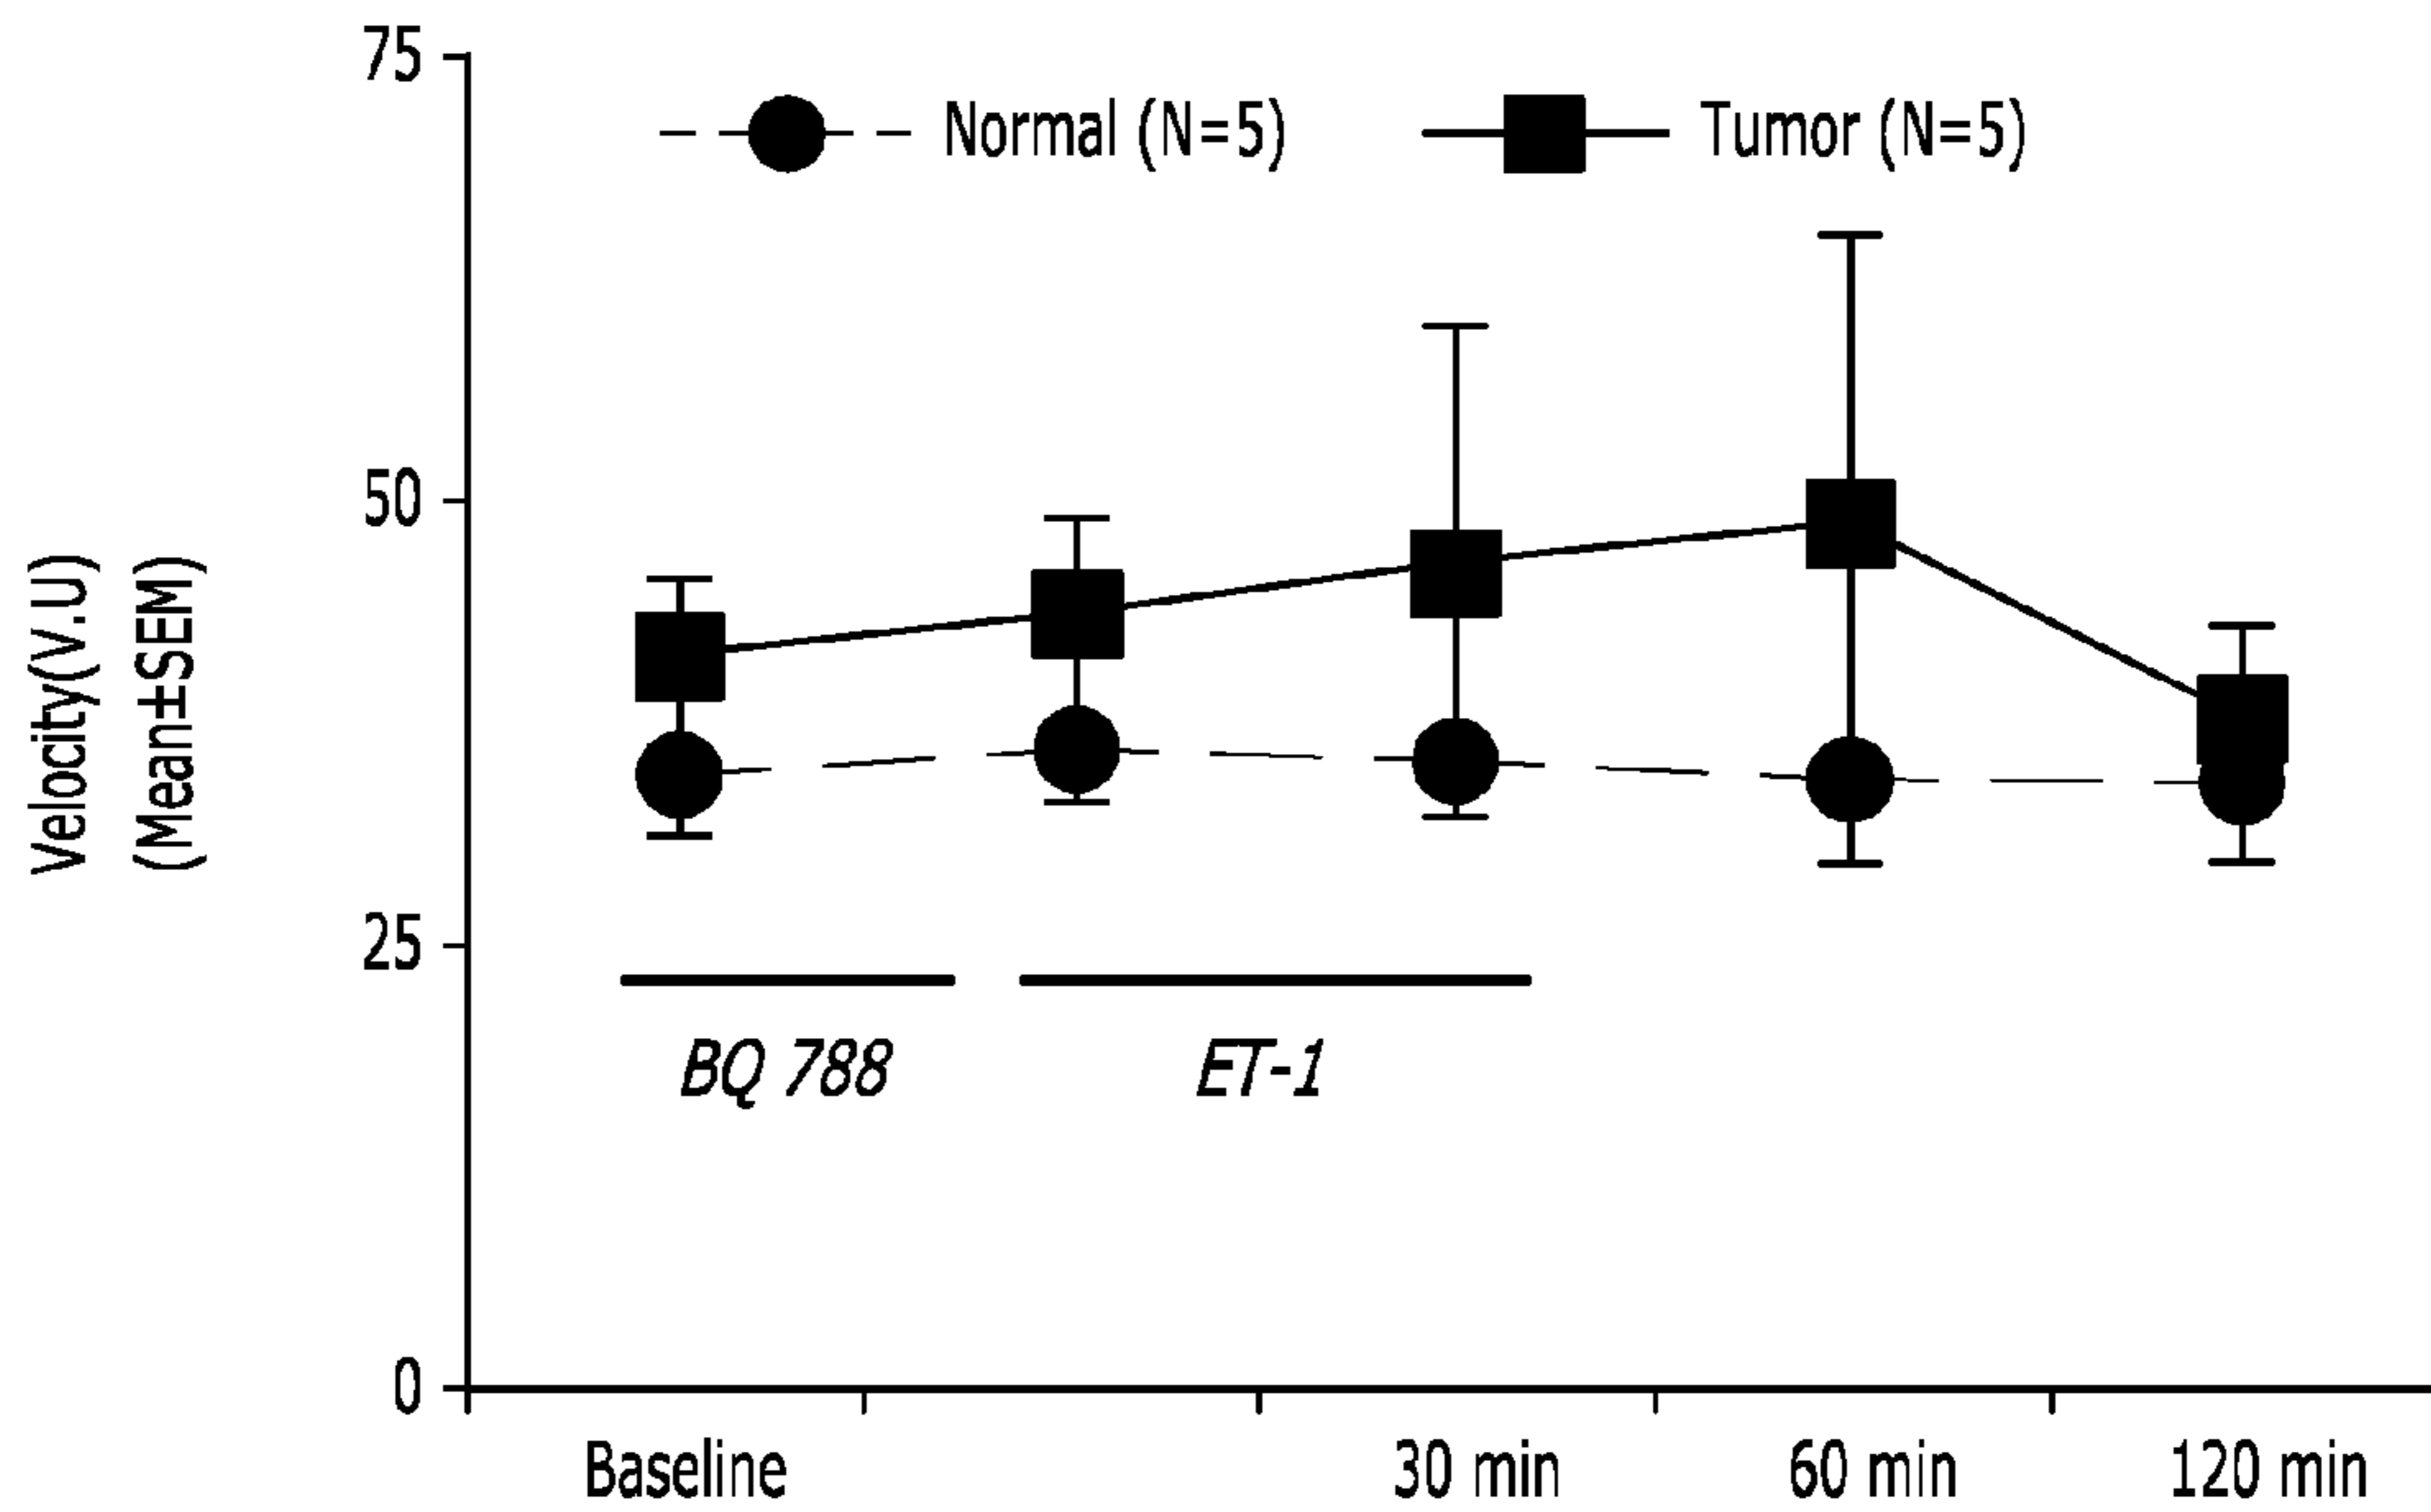 75
Normal (N=5)
Tumor (N=5)
50
Velocity(V.U)
(Mean±SEM)
25
BQ 788
ET-1
0
Baseline
30 min
60 min
120 min